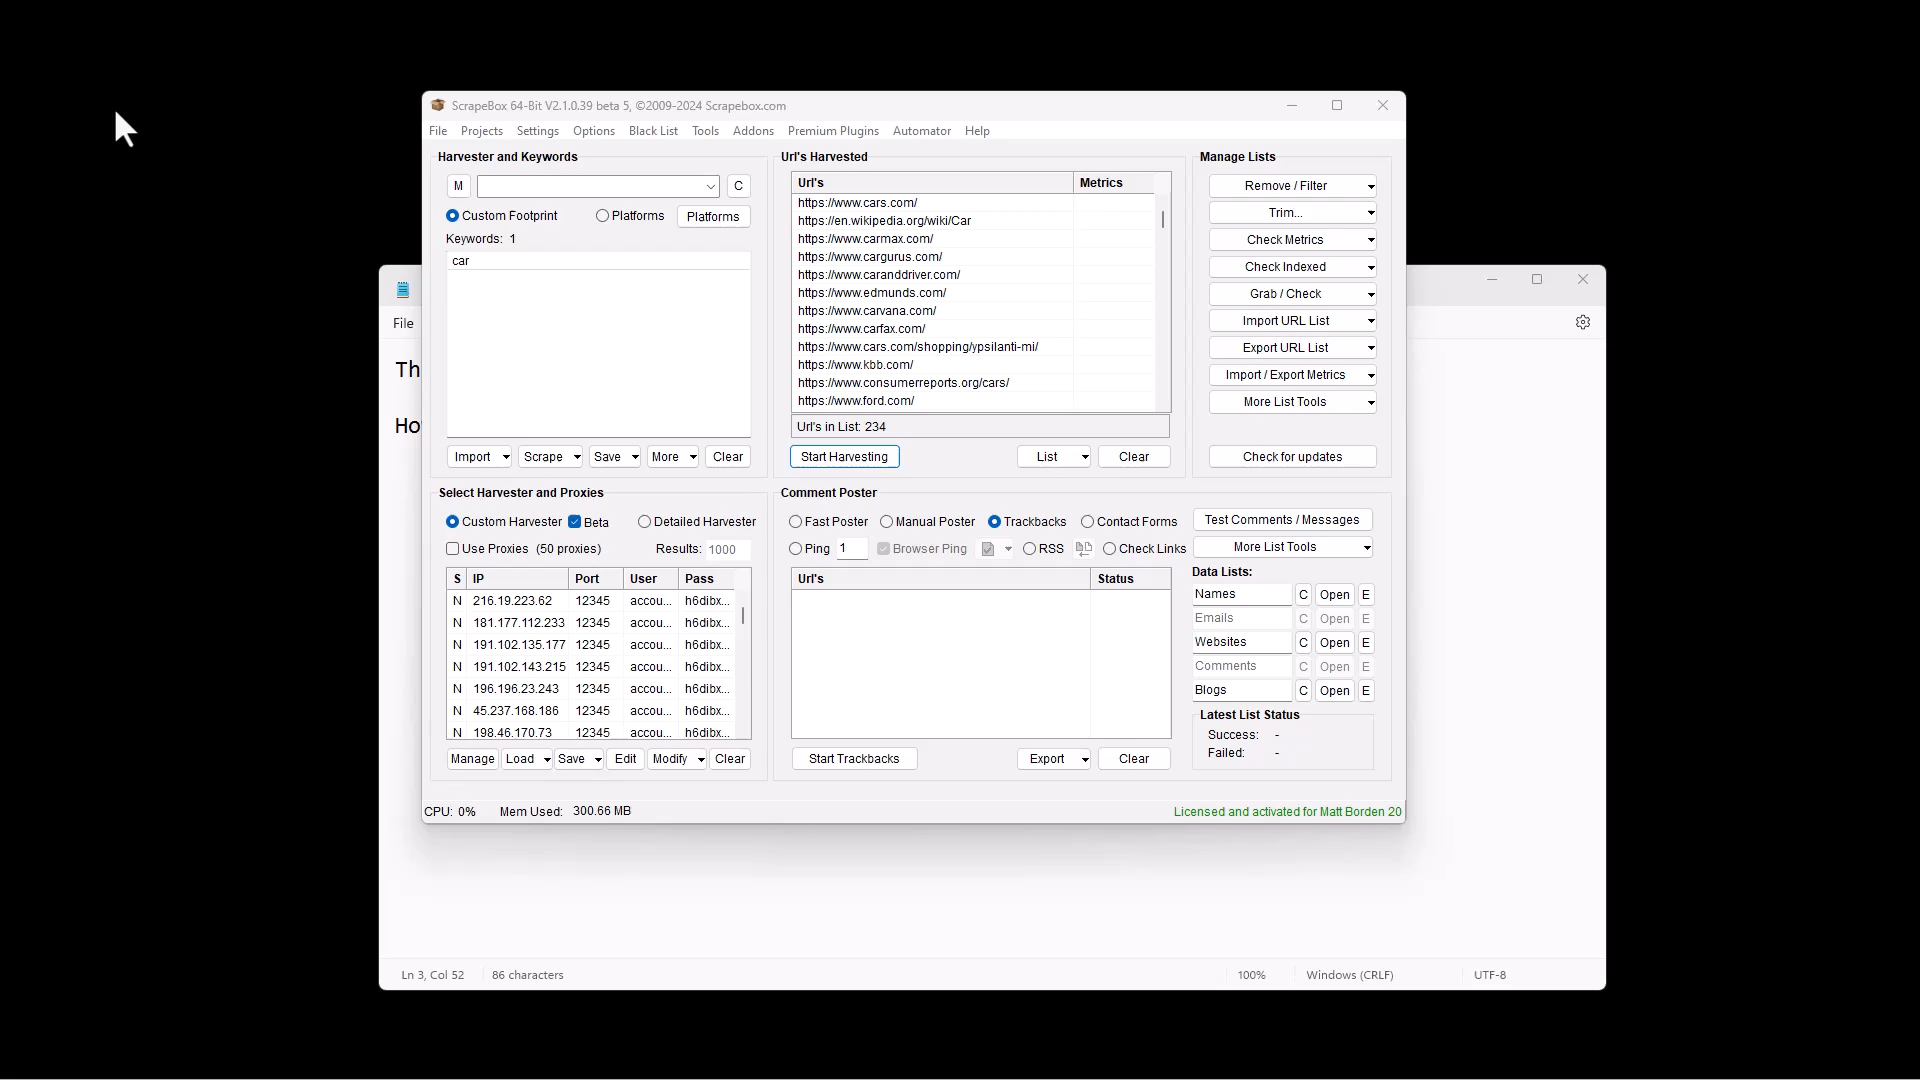 ScrapeBox 64-Bit V2.1.0.39 beta 5, ©2009-2024 Scrapebox.com
File Projects Settings Options Black List Tools Addons Premium Plugins Automator Help
Harvester and Keywords
M C
Custom Footprint Platforms Platforms
Keywords: 1
car
Import Scrape Save More Clear
Url's Harvested
Url's Metrics
https://www.cars.com/
https://en.wikipedia.org/wiki/Car
https://www.carmax.com/
https://www.cargurus.com/
https://www.caranddriver.com/
https://www.edmunds.com/
https://www.carvana.com/
https://www.carfax.com/
https://www.cars.com/shopping/ypsilanti-mi/
https://www.kbb.com/
https://www.consumerreports.org/cars/
https://www.ford.com/
Url's in List: 234
Start Harvesting List Clear
Manage Lists
Remove / Filter
Trim...
Check Metrics
Check Indexed
Grab / Check
Import URL List
Export URL List
Import / Export Metrics
More List Tools
Check for updates
Select Harvester and Proxies
Custom Harvester Beta Detailed Harvester
Use Proxies (50 proxies) Results: 1000
S IP Port User Pass
N 216.19.223.62 12345 accou... h6dibx...
N 181.177.112.233 12345 accou... h6dibx...
N 191.102.135.177 12345 accou... h6dibx...
N 191.102.143.215 12345 accou... h6dibx...
N 196.196.23.243 12345 accou... h6dibx...
N 45.237.168.186 12345 accou... h6dibx...
N 198.46.170.73 12345 accou... h6dibx...
Manage Load Save Edit Modify Clear
Comment Poster
Fast Poster Manual Poster Trackbacks Contact Forms
Ping 1 Browser Ping RSS Check Links
Url's Status
Start Trackbacks Export Clear
Test Comments / Messages
More List Tools
Data Lists:
Names C Open E
Emails C Open E
Websites C Open E
Comments C Open E
Blogs C Open E
Latest List Status
Success: -
Failed: -
CPU: 0% Mem Used: 300.66 MB Licensed and activated for Matt Borden 20
File
Th
Ho
Ln 3, Col 52 86 characters 100% Windows (CRLF) UTF-8